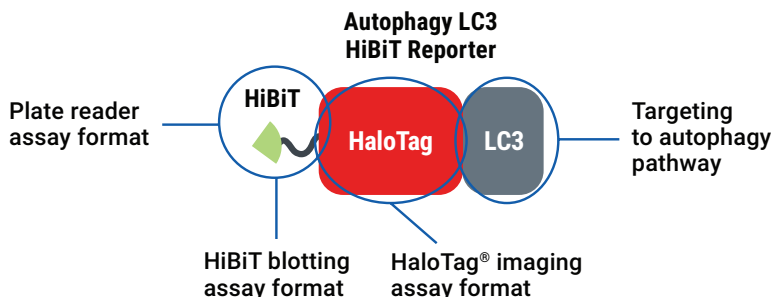 Autophagy LC3
HiBiT Reporter
HiBiT
Plate reader
assay format
HaloTag
LC3
Targeting
to autophagy
pathway
HiBiT blotting
assay format
HaloTag® imaging
assay format